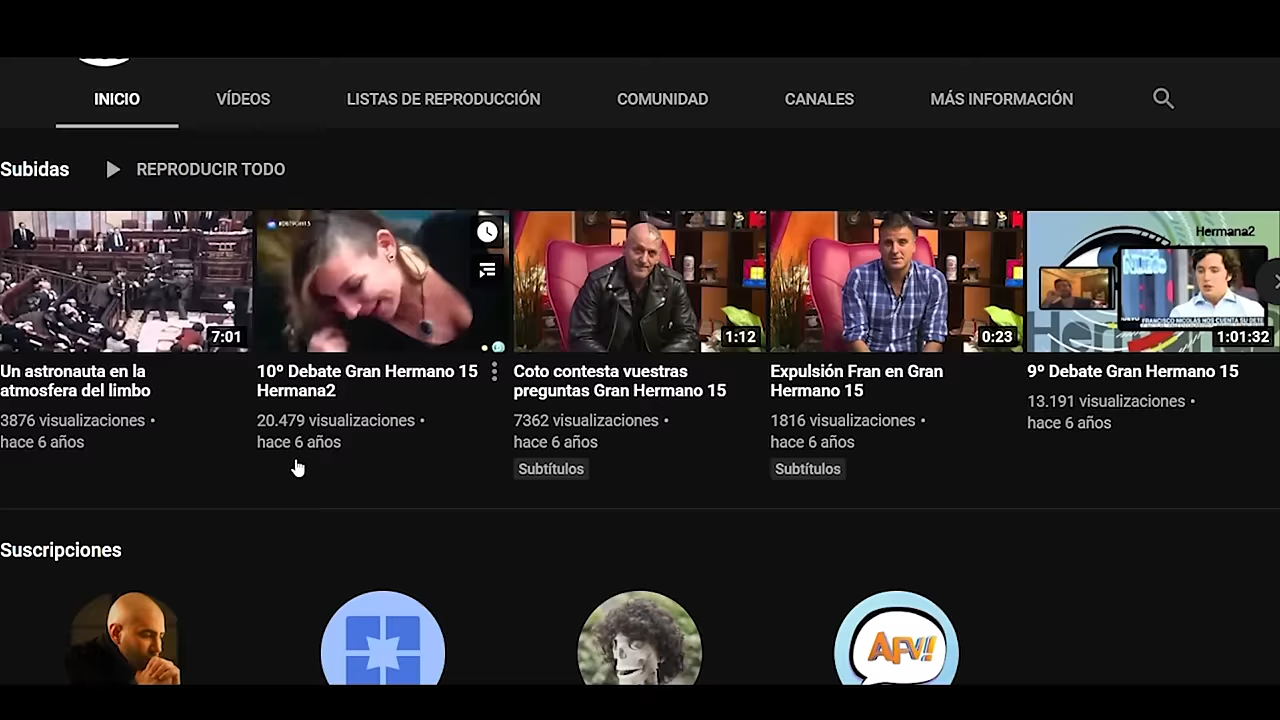 INICIO VÍDEOS LISTAS DE REPRODUCCIÓN COMUNIDAD CANALES MÁS INFORMACIÓN
Subidas REPRODUCIR TODO
Hermana2
7:01 1:12 0:23 1:01:32
Un astronauta en la
atmosfera del limbo
3876 visualizaciones •
hace 6 años
10º Debate Gran Hermano 15
Hermana2
20.479 visualizaciones •
hace 6 años
Coto contesta vuestras
preguntas Gran Hermano 15
7362 visualizaciones •
hace 6 años
Subtítulos
Expulsión Fran en Gran
Hermano 15
1816 visualizaciones •
hace 6 años
Subtítulos
9º Debate Gran Hermano 15
13.191 visualizaciones •
hace 6 años
Suscripciones
AFV!!